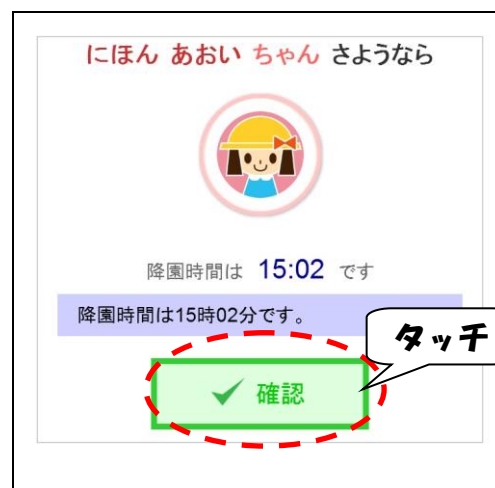 にほん あおい ちゃん さようなら
降園時間は 15:02 です
降園時間は15時02分です。
タッチ
確認